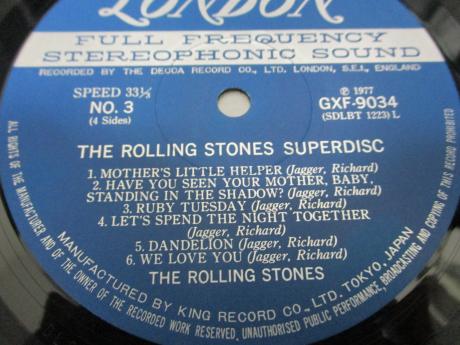 LONDON
FULL FREQUENCY
STEREOPHONIC SOUND
RECORDED BY THE DECCA RECORD CO., LTD. LONDON, S.E.I., ENGLAND
SPEED 33⅓
NO. 3
(4 Sides)
℗ 1977
GXF-9034
(SDLBT 1223) L
THE ROLLING STONES SUPERDISC
1. MOTHER'S LITTLE HELPER (Jagger, Richard)
2. HAVE YOU SEEN YOUR MOTHER, BABY,
STANDING IN THE SHADOW? (Jagger, Richard)
3. RUBY TUESDAY (Jagger, Richard)
4. LET'S SPEND THE NIGHT TOGETHER
(Jagger, Richard)
5. DANDELION (Jagger, Richard)
6. WE LOVE YOU (Jagger, Richard)
THE ROLLING STONES
MANUFACTURED BY KING RECORD CO., LTD. TOKYO, JAPAN
ALL RIGHTS OF THE MANUFACTURER AND OF THE OWNER OF THE RECORDED WORK RESERVED. UNAUTHORISED PUBLIC PERFORMANCE, BROADCASTING AND COPYING OF THIS RECORD PROHIBITED